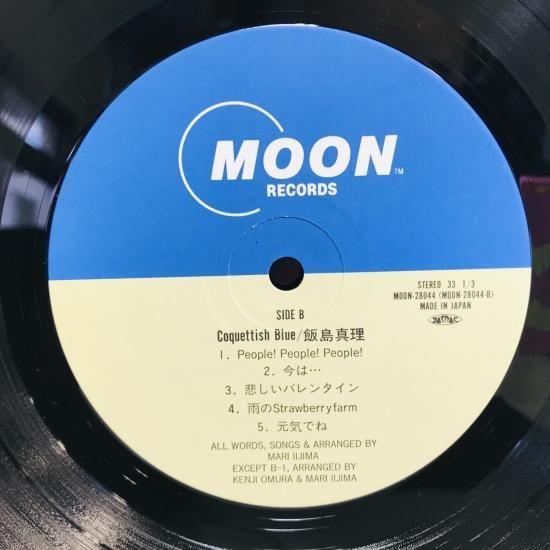 MOON™
RECORDS
STEREO 33 1/3
MOON-28044 (MOON-28044-B)
MADE IN JAPAN
JASRAC
SIDE B
Coquettish Blue/飯島真理
1. People! People! People!
2. 今は…
3. 悲しいバレンタイン
4. 雨のStrawberryfarm
5. 元気でね
ALL WORDS, SONGS & ARRANGED BY
MARI IIJIMA
EXCEPT B-1, ARRANGED BY
KENJI OMURA & MARI IIJIMA